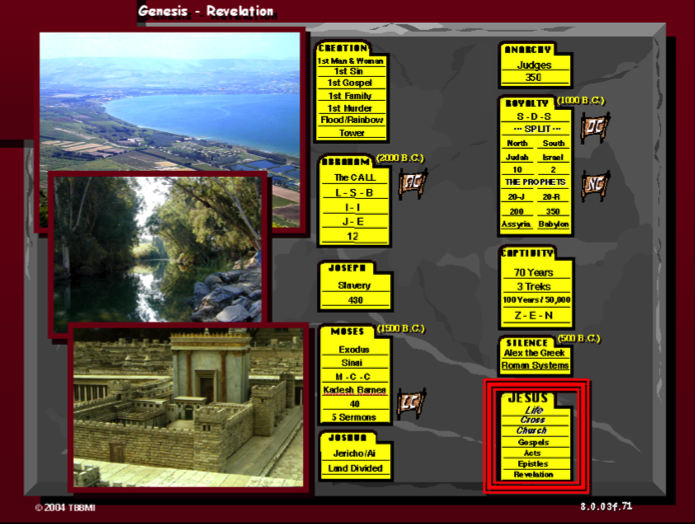 Genesis - Revelation
CREATION
1st Man & Woman
1st Sin
1st Gospel
1st Family
1st Murder
Flood/Rainbow
Tower
ABRAHAM (2000 B.C.)
The CALL
L - S - B
I - I
J - E
12
AC
JOSEPH
Slavery
430
MOSES (1500 B.C.)
Exodus
Sinai
M - C - C
Kadesh Barnea
40
5 Sermons
JOSHUA
Jericho/Ai
Land Divided
ANARCHY
Judges
350
ROYALTY (1000 B.C.)
S - D - S
--- SPLIT ---
North South
Judah Israel
10 2
THE PROPHETS
20-J 20-R
200 350
Assyria Babylon
DC
NC
CAPTIVITY
70 Years
3 Treks
100 Years / 50,000
Z - E - N
SILENCE (500 B.C.)
Alex the Greek
Roman Systems
JESUS
Life
Cross
Church
Gospels
Acts
Epistles
Revelation
© 2004 TBBMI
8.0.03f.71